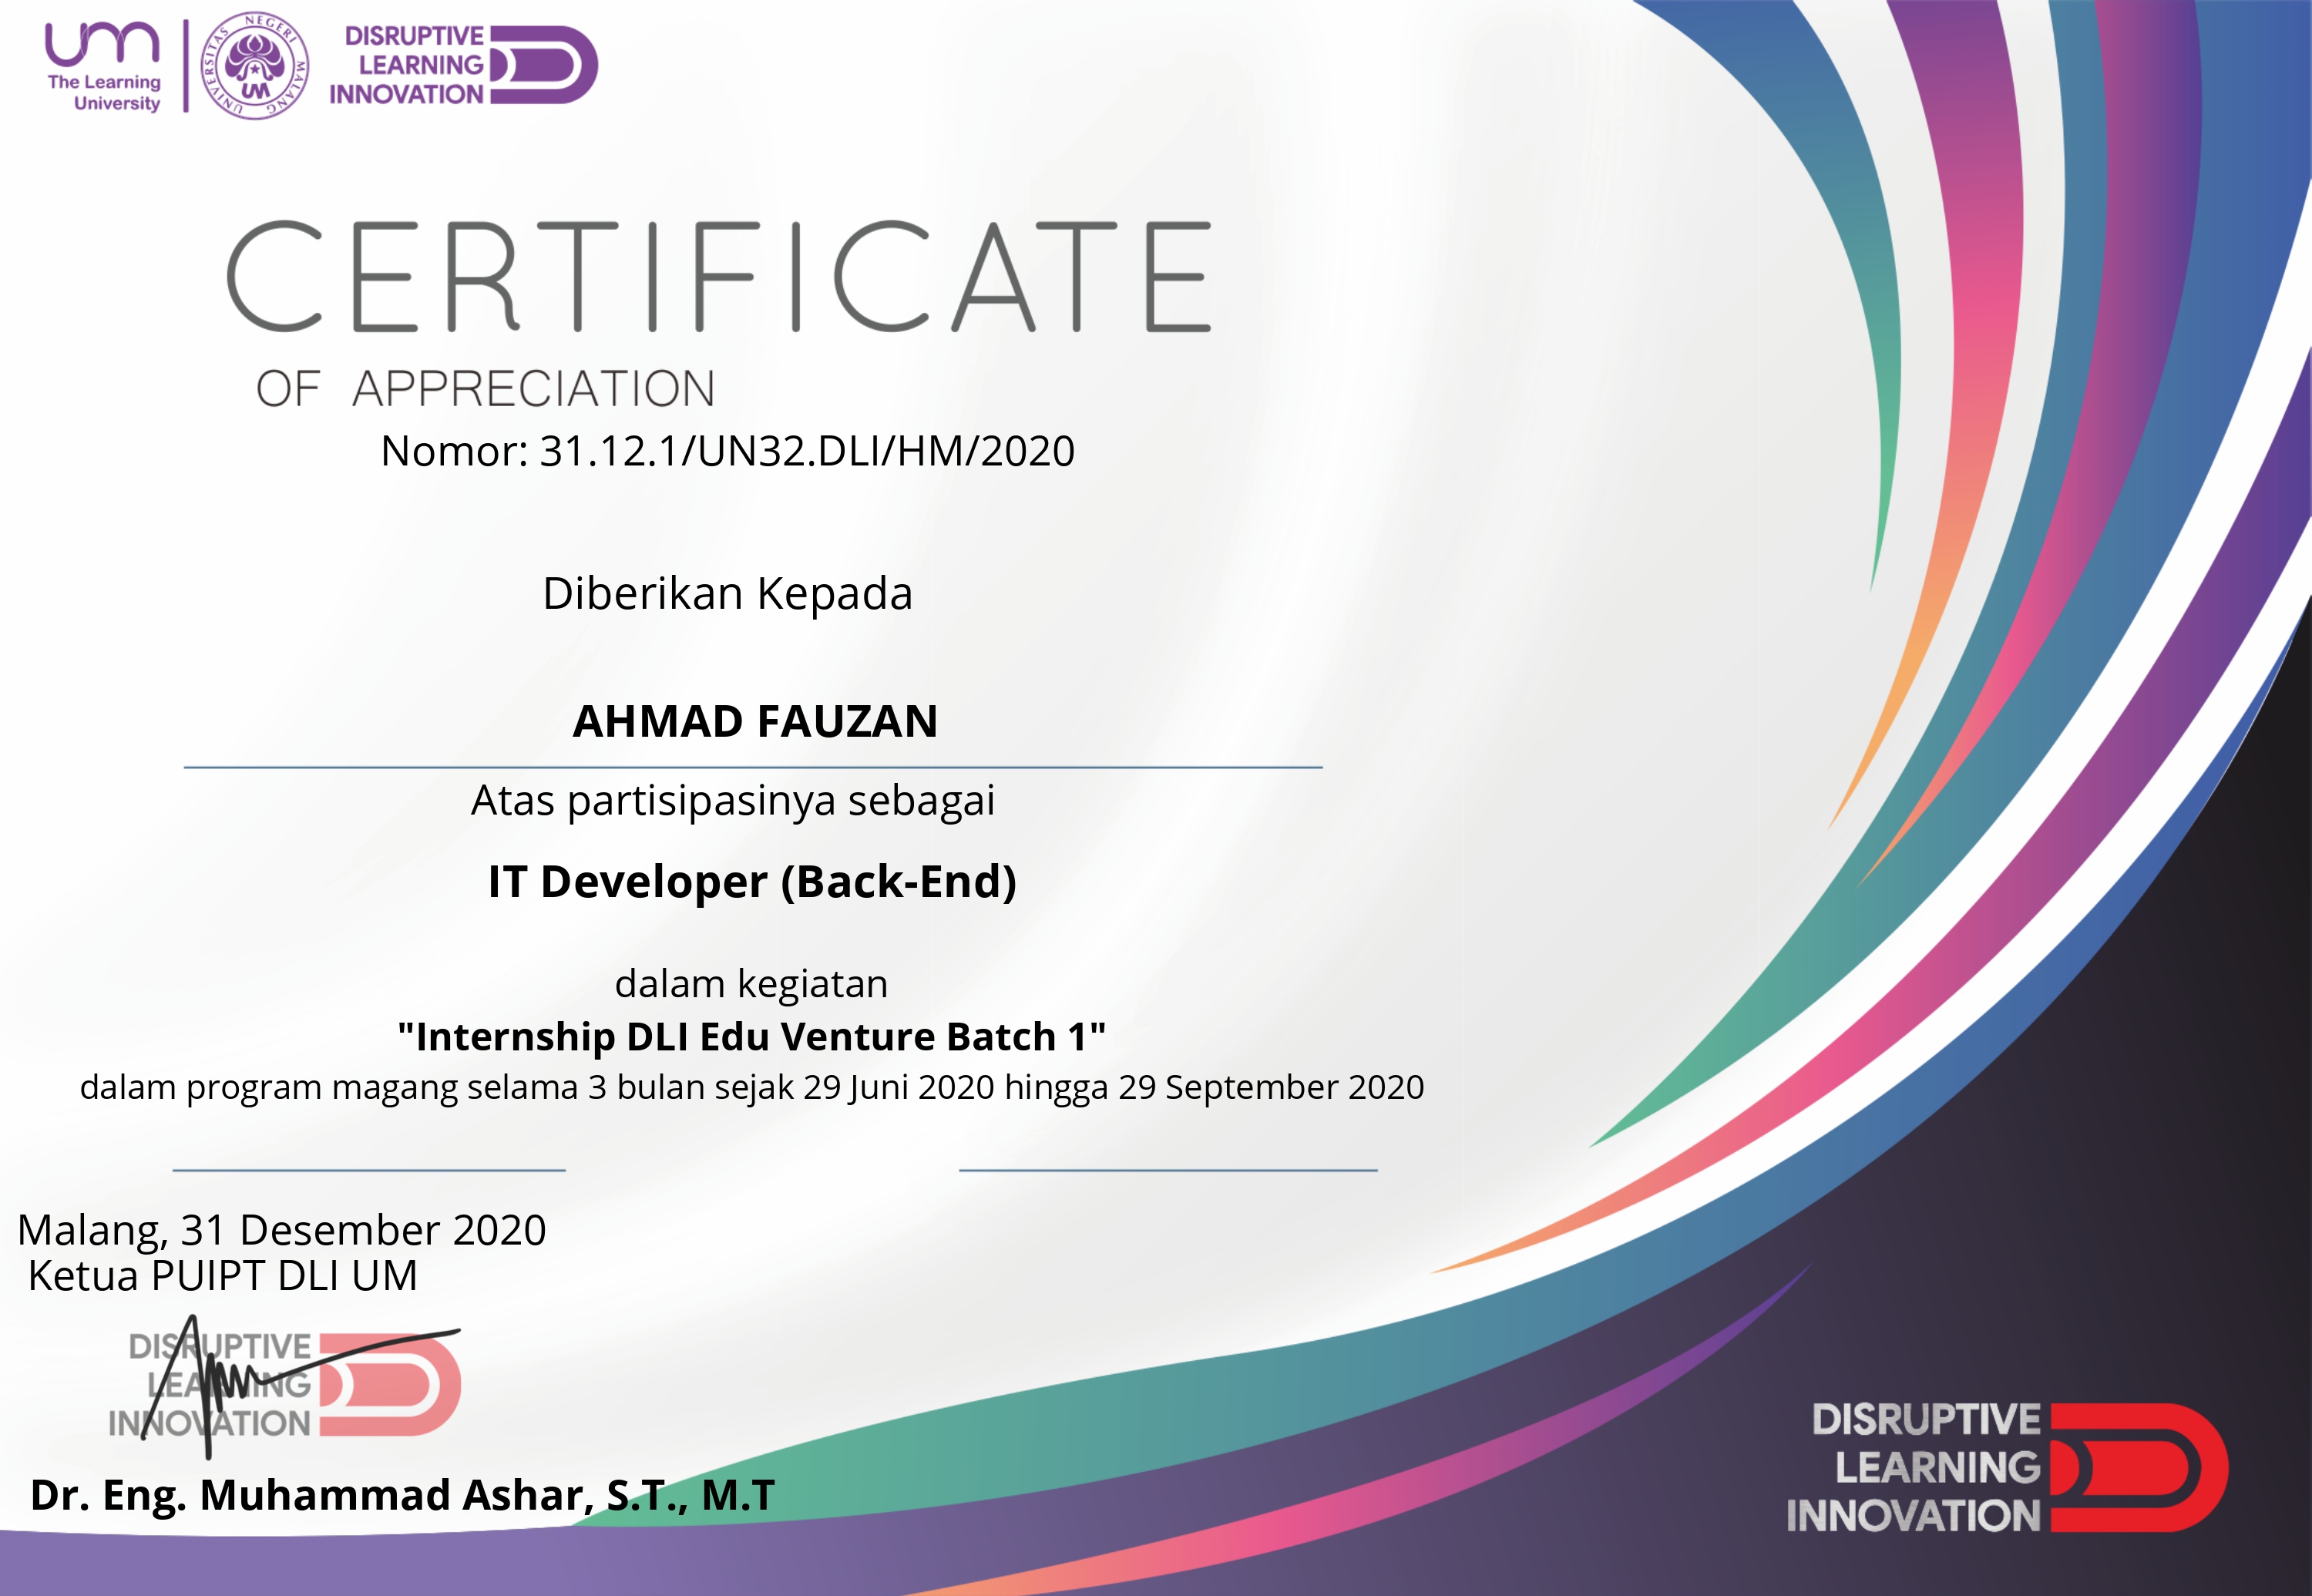 um
The Learning
University
UNIVERSITAS NEGERI MALANG
UM
DISRUPTIVE
LEARNING
INNOVATION
CERTIFICATE
OF APPRECIATION
Nomor: 31.12.1/UN32.DLI/HM/2020
Diberikan Kepada
AHMAD FAUZAN
Atas partisipasinya sebagai
IT Developer (Back-End)
dalam kegiatan
"Internship DLI Edu Venture Batch 1"
dalam program magang selama 3 bulan sejak 29 Juni 2020 hingga 29 September 2020
Malang, 31 Desember 2020
Ketua PUIPT DLI UM
DISRUPTIVE
LEARNING
INNOVATION
Dr. Eng. Muhammad Ashar, S.T., M.T
DISRUPTIVE
LEARNING
INNOVATION